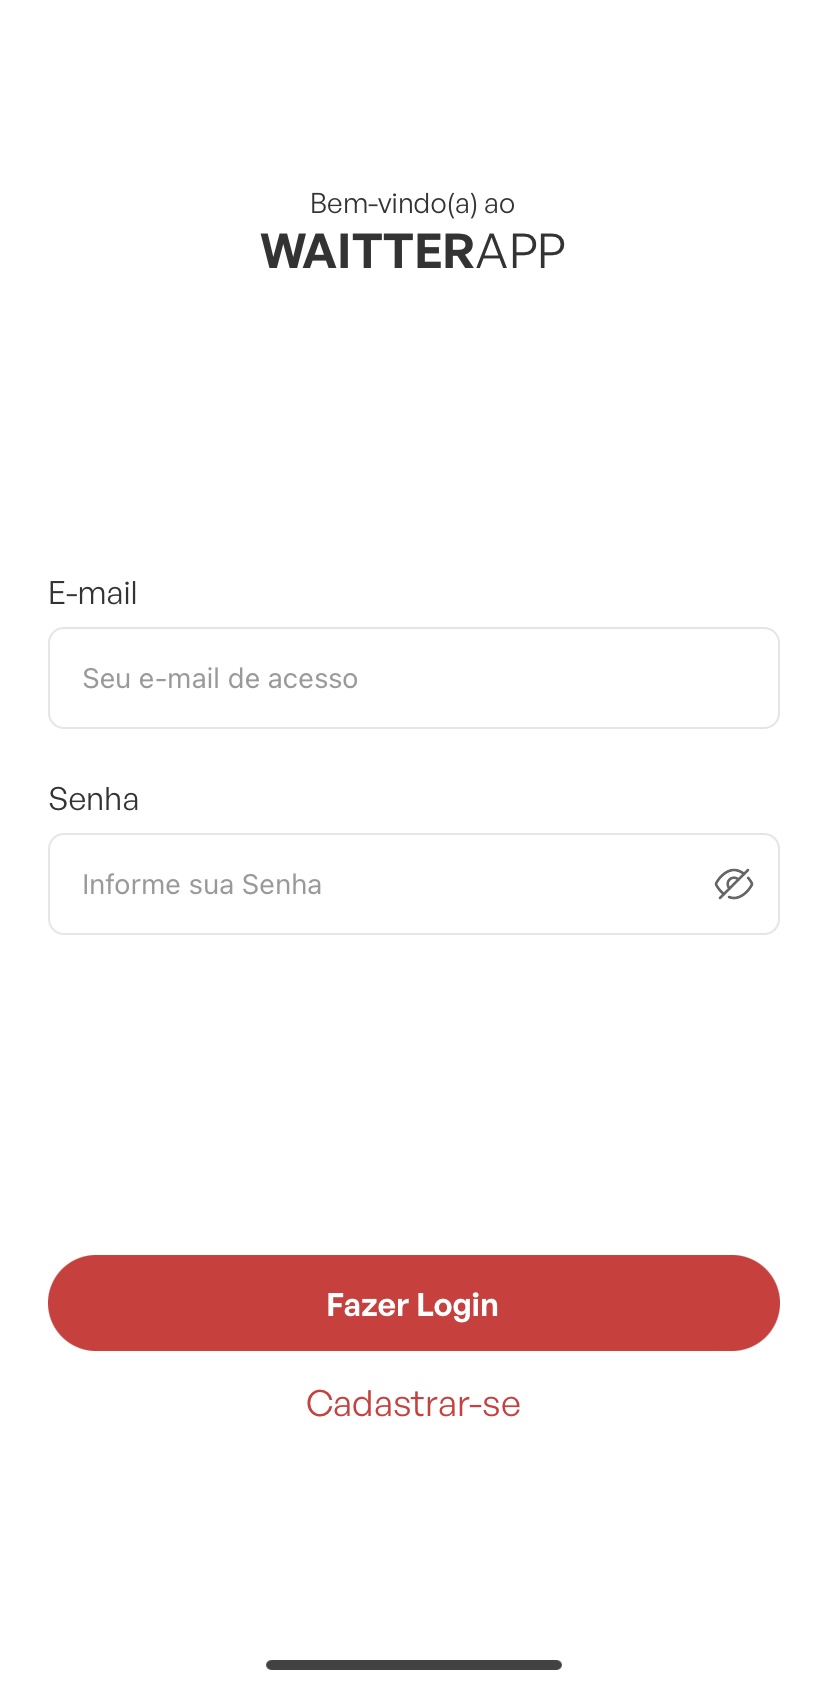 Bem-vindo(a) ao
WAITTERAPP
E-mail
Seu e-mail de acesso
Senha
Informe sua Senha
Fazer Login
Cadastrar-se